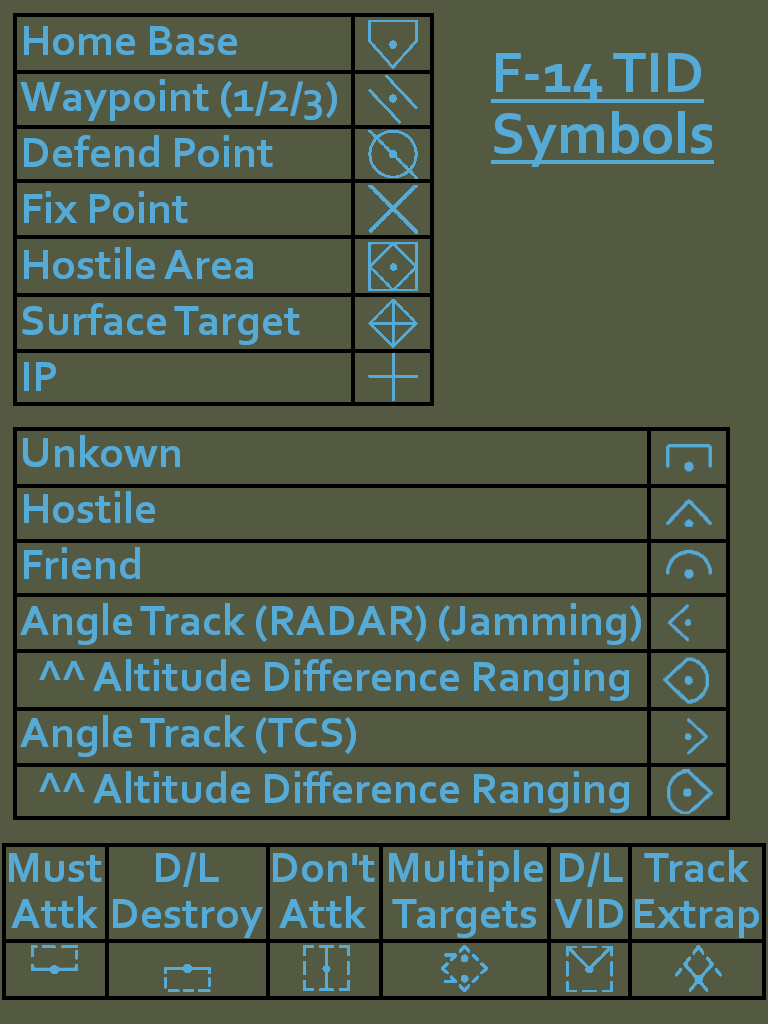 F-14 TID
Symbols
Home Base
Waypoint (1/2/3)
Defend Point
Fix Point
Hostile Area
Surface Target
IP
Unkown
Hostile
Friend
Angle Track (RADAR) (Jamming)
^^ Altitude Difference Ranging
Angle Track (TCS)
^^ Altitude Difference Ranging
Must Attk
D/L Destroy
Don't Attk
Multiple Targets
D/L VID
Track Extrap